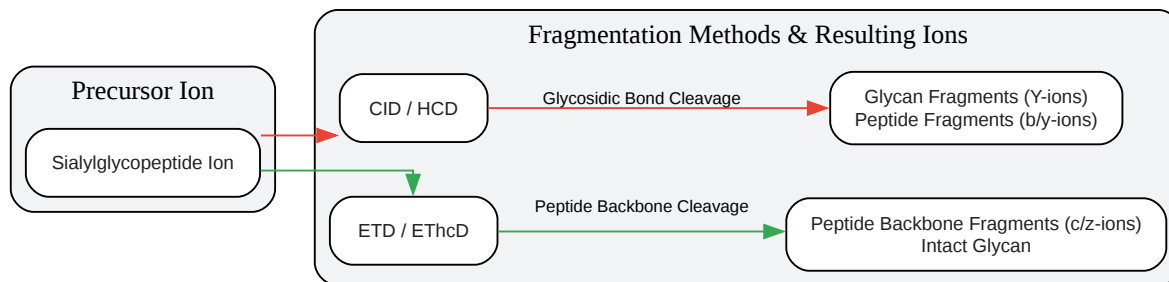 Fragmentation Methods & Resulting Ions
Precursor Ion
Sialylglycopeptide Ion
CID / HCD
Glycosidic Bond Cleavage
Glycan Fragments (Y-ions)
Peptide Fragments (b/y-ions)
ETD / EThcD
Peptide Backbone Cleavage
Peptide Backbone Fragments (c/z-ions)
Intact Glycan